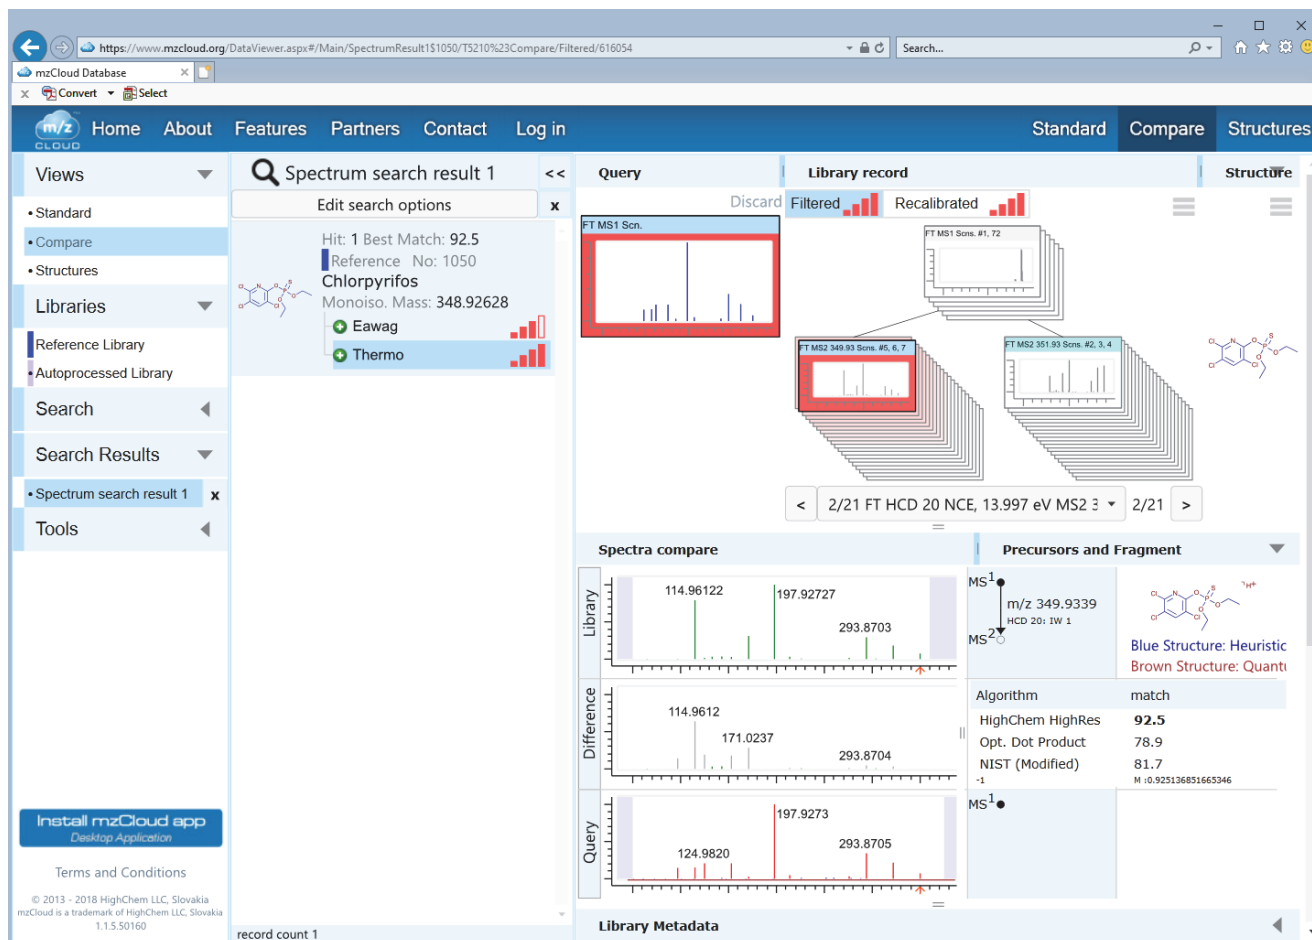 https://www.mzcloud.org/DataViewer.aspx#/Main/SpectrumResult1$1050/T5210%23Compare/Filtered/616054
Search...
mzCloud Database
x Convert Select
m/z CLOUD Home About Features Partners Contact Log in Standard Compare Structures
Views
Standard
Compare
Structures
Libraries
Reference Library
Autoprocessed Library
Search
Search Results
Spectrum search result 1 x
Tools
Install mzCloud app
Desktop Application
Terms and Conditions
© 2013 - 2018 HighChem LLC, Slovakia
mzCloud is a trademark of HighChem LLC, Slovakia
1.1.5.50160
Spectrum search result 1 <<
Edit search options x
Hit: 1 Best Match: 92.5
Reference No: 1050
Chlorpyrifos
Monoiso. Mass: 348.92628
Eawag
Thermo
record count 1
Query
Discard
FT MS1 Scn.
Library record
Filtered Recalibrated
FT MS1 Scns. #1, 72
FT MS2 349.93 Scns. #5, 6, 7
FT MS2 351.93 Scns. #2, 3, 4
< 2/21 FT HCD 20 NCE, 13.997 eV MS2 3 2/21 >
Structure
Spectra compare
Library
114.96122
197.92727
293.8703
Difference
114.9612
171.0237
293.8704
Query
124.9820
197.9273
293.8705
Precursors and Fragment
MS1
m/z 349.9339
HCD 20: IW 1
MS2
Blue Structure: Heuristic
Brown Structure: Quant
Algorithm match
HighChem HighRes 92.5
Opt. Dot Product 78.9
NIST (Modified) 81.7
-1 M :0.925136851665346
MS1
Library Metadata